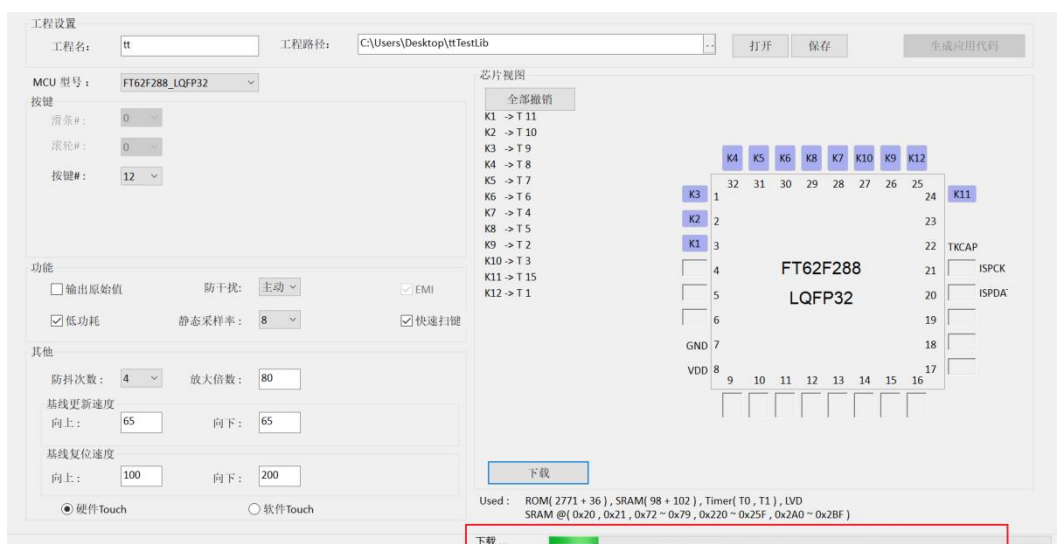 工程设置
工程名: tt 工程路径: C:\Users\Desktop\ttTestLib .. 打开 保存 生成应用代码
MCU 型号: FT62F288_LQFP32
按键
滑条#: 0
滚轮#: 0
按键#: 12
功能
输出原始值 防干扰: 主动 EMI
低功耗 静态采样率: 8 快速扫键
其他
防抖次数: 4 放大倍数: 80
基线更新速度
向上: 65 向下: 65
基线复位速度
向上: 100 向下: 200
硬件Touch 软件Touch
芯片视图
全部撤销
K1 -> T 11
K2 -> T 10
K3 -> T 9
K4 -> T 8
K5 -> T 7
K6 -> T 6
K7 -> T 4
K8 -> T 5
K9 -> T 2
K10 -> T 3
K11 -> T 15
K12 -> T 1
K4 K5 K6 K8 K7 K10 K9 K12
32 31 30 29 28 27 26 25
K3 1 24 K11
K2 2 23
K1 3 22 TKCAP
4 FT62F288 21 ISPCK
5 LQFP32 20 ISPDA
6 19
GND 7 18
VDD 8 17
9 10 11 12 13 14 15 16
下载
Used : ROM( 2771 + 36 ) , SRAM( 98 + 102 ) , Timer( T0 , T1 ) , LVD
SRAM @( 0x20 , 0x21 , 0x72 ~ 0x79 , 0x220 ~ 0x25F , 0x2A0 ~ 0x2BF )
下载 ...